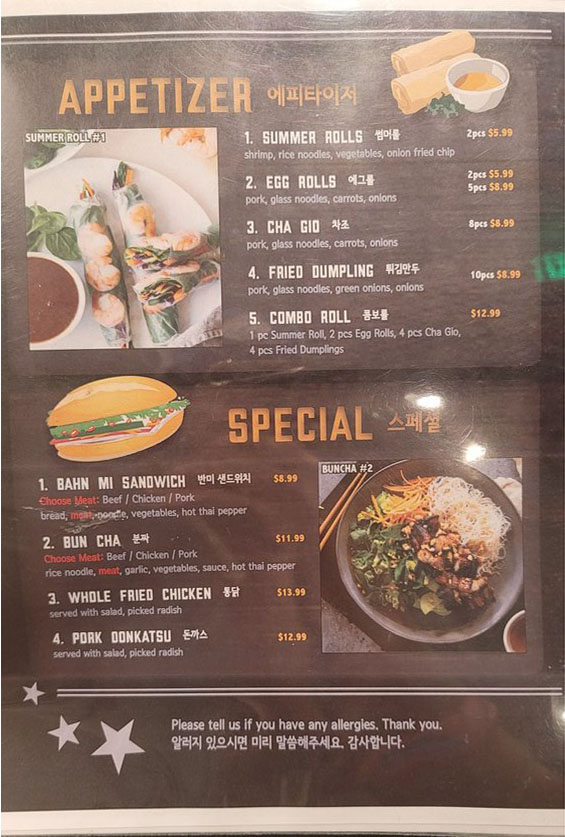 APPETIZER 에피타이저
SUMMER ROLL #1
1. SUMMER ROLLS 썸머롤 2pcs $5.99
shrimp, rice noodles, vegetables, onion fried chip
2. EGG ROLLS 에그롤 2pcs $5.99
5pcs $8.99
pork, glass noodles, carrots, onions
3. CHA GIO 차조 8pcs $8.99
pork, glass noodles, carrots, onions
4. FRIED DUMPLING 튀김만두 10pcs $8.99
pork, glass noodles, green onions, onions
5. COMBO ROLL 콤보롤 $12.99
1 pc Summer Roll, 2 pcs Egg Rolls, 4 pcs Cha Gio,
4 pcs Fried Dumplings
SPECIAL 스페셜
1. BAHN MI SANDWICH 반미 샌드위치 $8.99
Choose Meat: Beef / Chicken / Pork
bread, meat, noodle, vegetables, hot thai pepper
2. BUN CHA 분짜 $11.99
Choose Meat: Beef / Chicken / Pork
rice noodle, meat, garlic, vegetables, sauce, hot thai pepper
3. WHOLE FRIED CHICKEN 통닭 $13.99
served with salad, picked radish
4. PORK DONKATSU 돈까스 $12.99
served with salad, picked radish
BUNCHA #2
Please tell us if you have any allergies. Thank you.
알러지 있으시면 미리 말씀해주세요. 감사합니다.